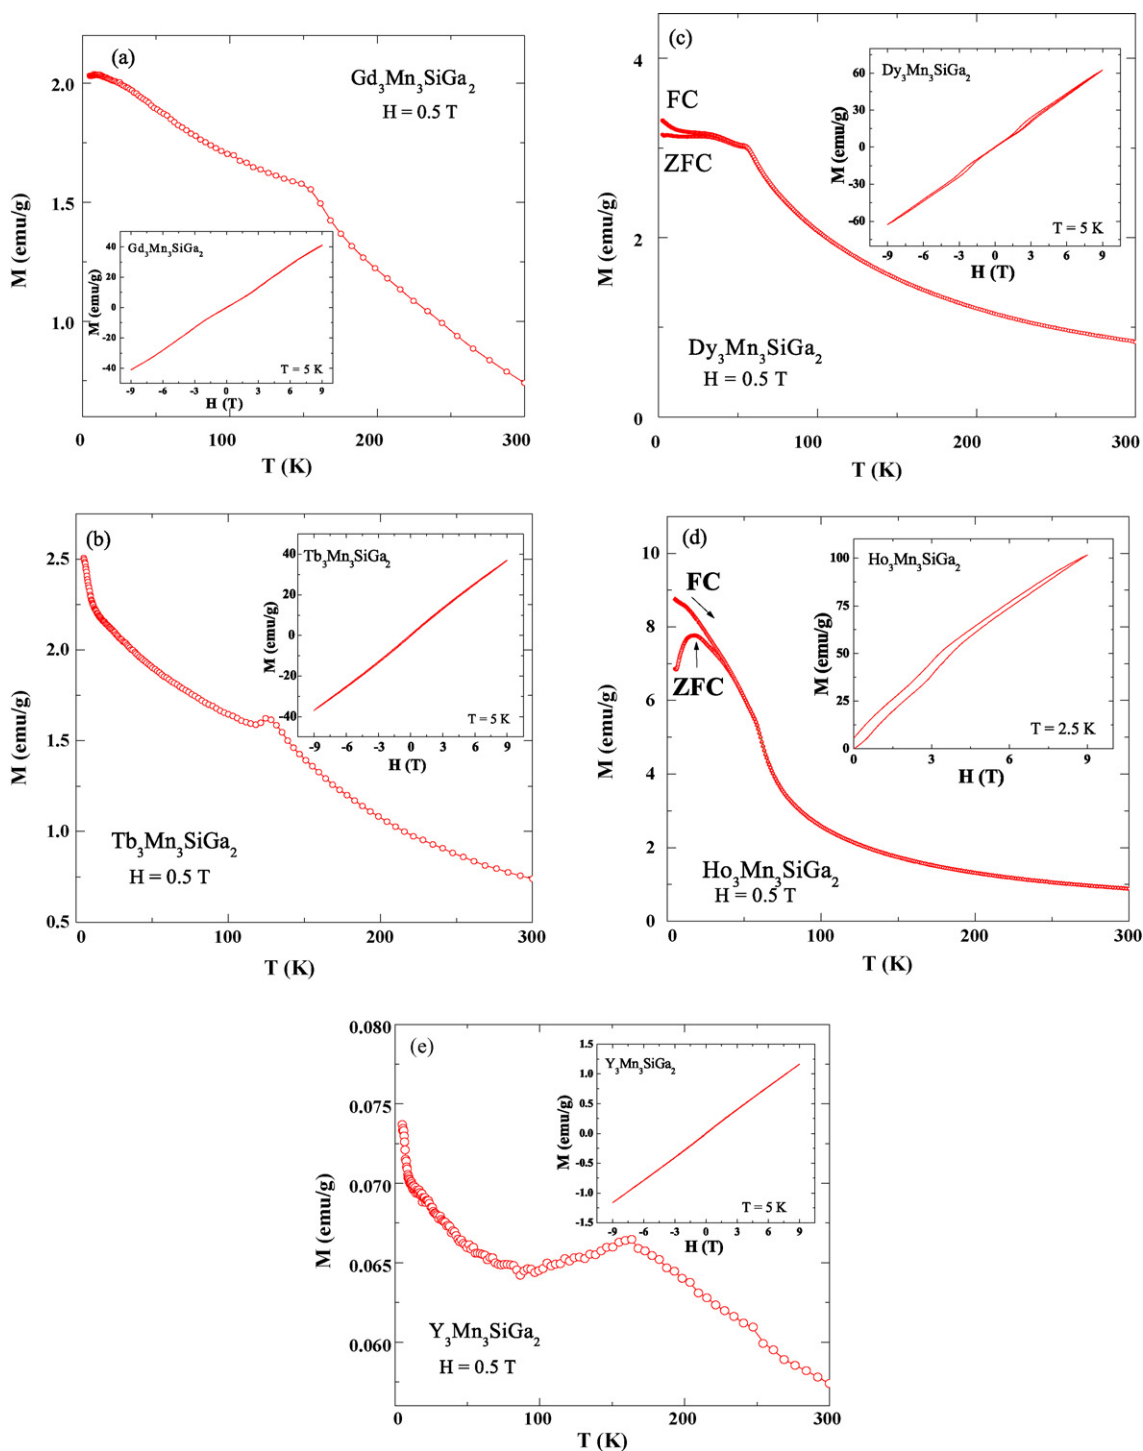 (a)
Gd₃Mn₃SiGa₂
H = 0.5 T
M (emu/g)
2.0
1.5
1.0
0 100 200 300
T (K)
Gd₃Mn₃SiGa₂
M (emu/g)
40
20
0
-20
-40
-9 -6 -3 0 3 6 9
H (T)
T = 5 K
(c)
FC
ZFC
Dy₃Mn₃SiGa₂
H = 0.5 T
M (emu/g)
4
2
0
0 100 200 300
T (K)
Dy₃Mn₃SiGa₂
M (emu/g)
60
30
0
-30
-60
-9 -6 -3 0 3 6 9
H (T)
T = 5 K
(b)
Tb₃Mn₃SiGa₂
H = 0.5 T
M (emu/g)
2.5
2.0
1.5
1.0
0.5
0 100 200 300
T (K)
Tb₃Mn₃SiGa₂
M (emu/g)
40
20
0
-20
-40
-9 -6 -3 0 3 6 9
H (T)
T = 5 K
(d)
FC
ZFC
Ho₃Mn₃SiGa₂
H = 0.5 T
M (emu/g)
10
8
6
4
2
0
0 100 200 300
T (K)
Ho₃Mn₃SiGa₂
M (emu/g)
100
75
50
25
0
0 3 6 9
H (T)
T = 2.5 K
(e)
Y₃Mn₃SiGa₂
H = 0.5 T
M (emu/g)
0.080
0.075
0.070
0.065
0.060
0 100 200 300
T (K)
Y₃Mn₃SiGa₂
M (emu/g)
1.5
1.0
0.5
0.0
-0.5
-1.0
-1.5
-9 -6 -3 0 3 6 9
H (T)
T = 5 K